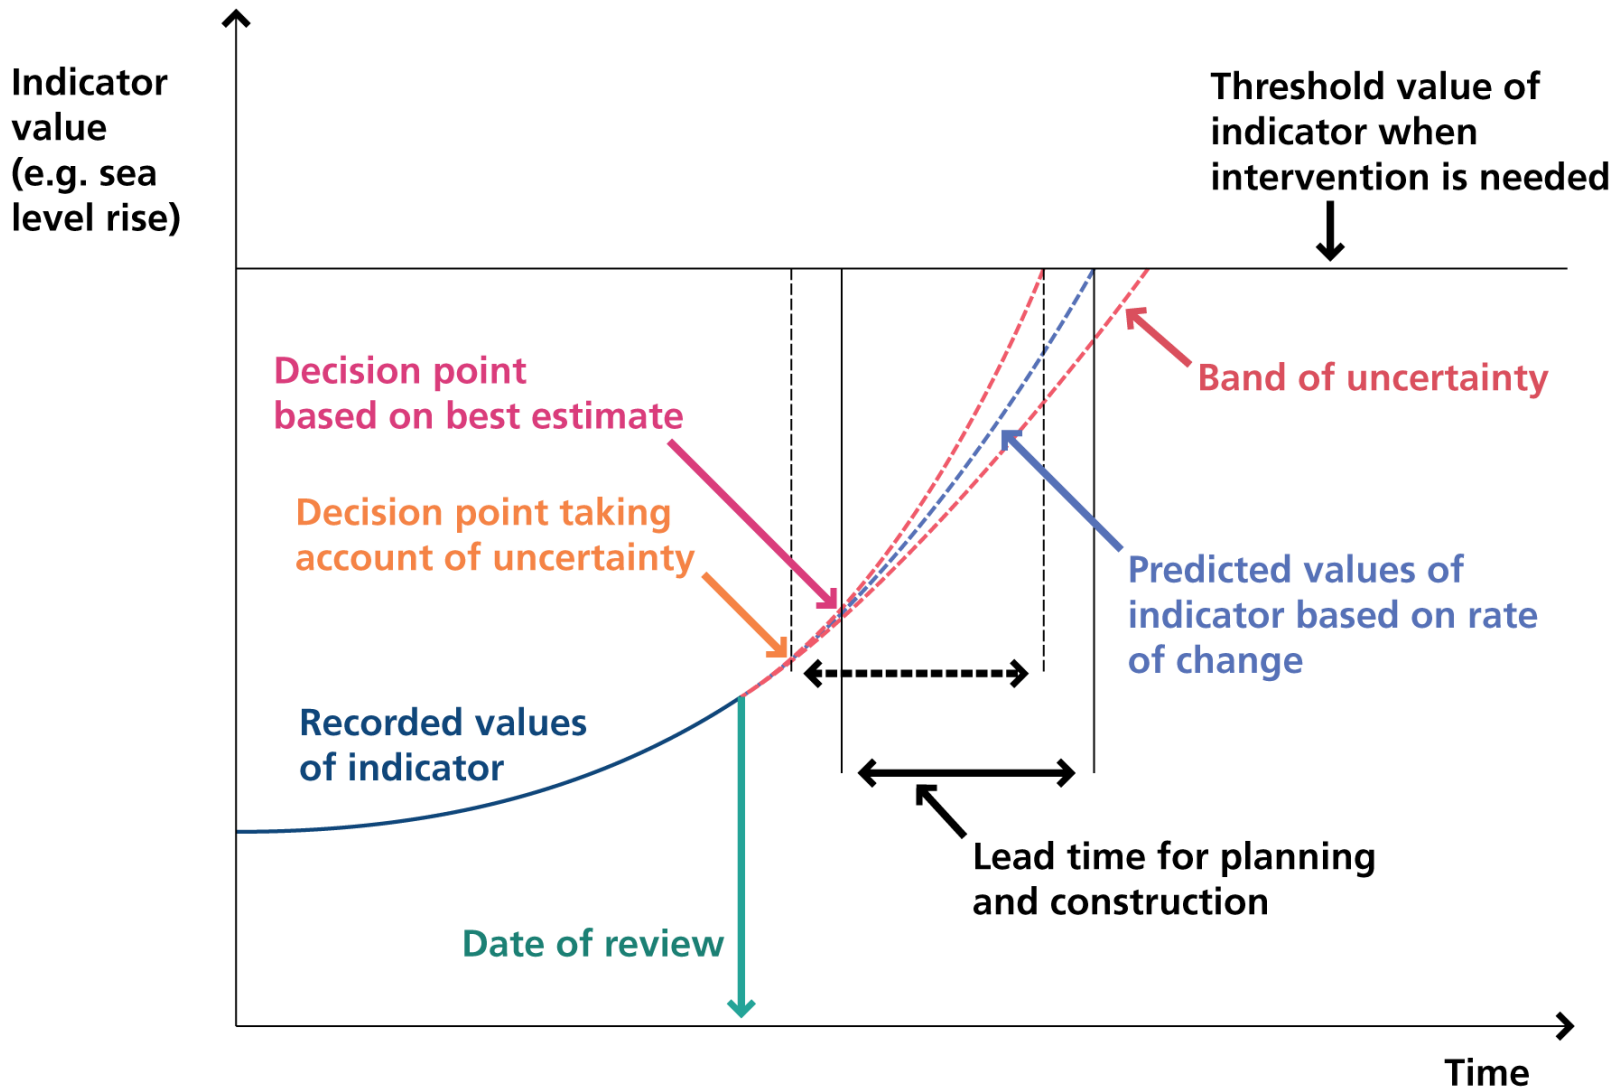 Indicator
value
(e.g. sea
level rise)
Threshold value of
indicator when
intervention is needed
Decision point
based on best estimate
Band of uncertainty
Decision point taking
account of uncertainty
Predicted values of
indicator based on rate
of change
Recorded values
of indicator
Lead time for planning
and construction
Date of review
Time